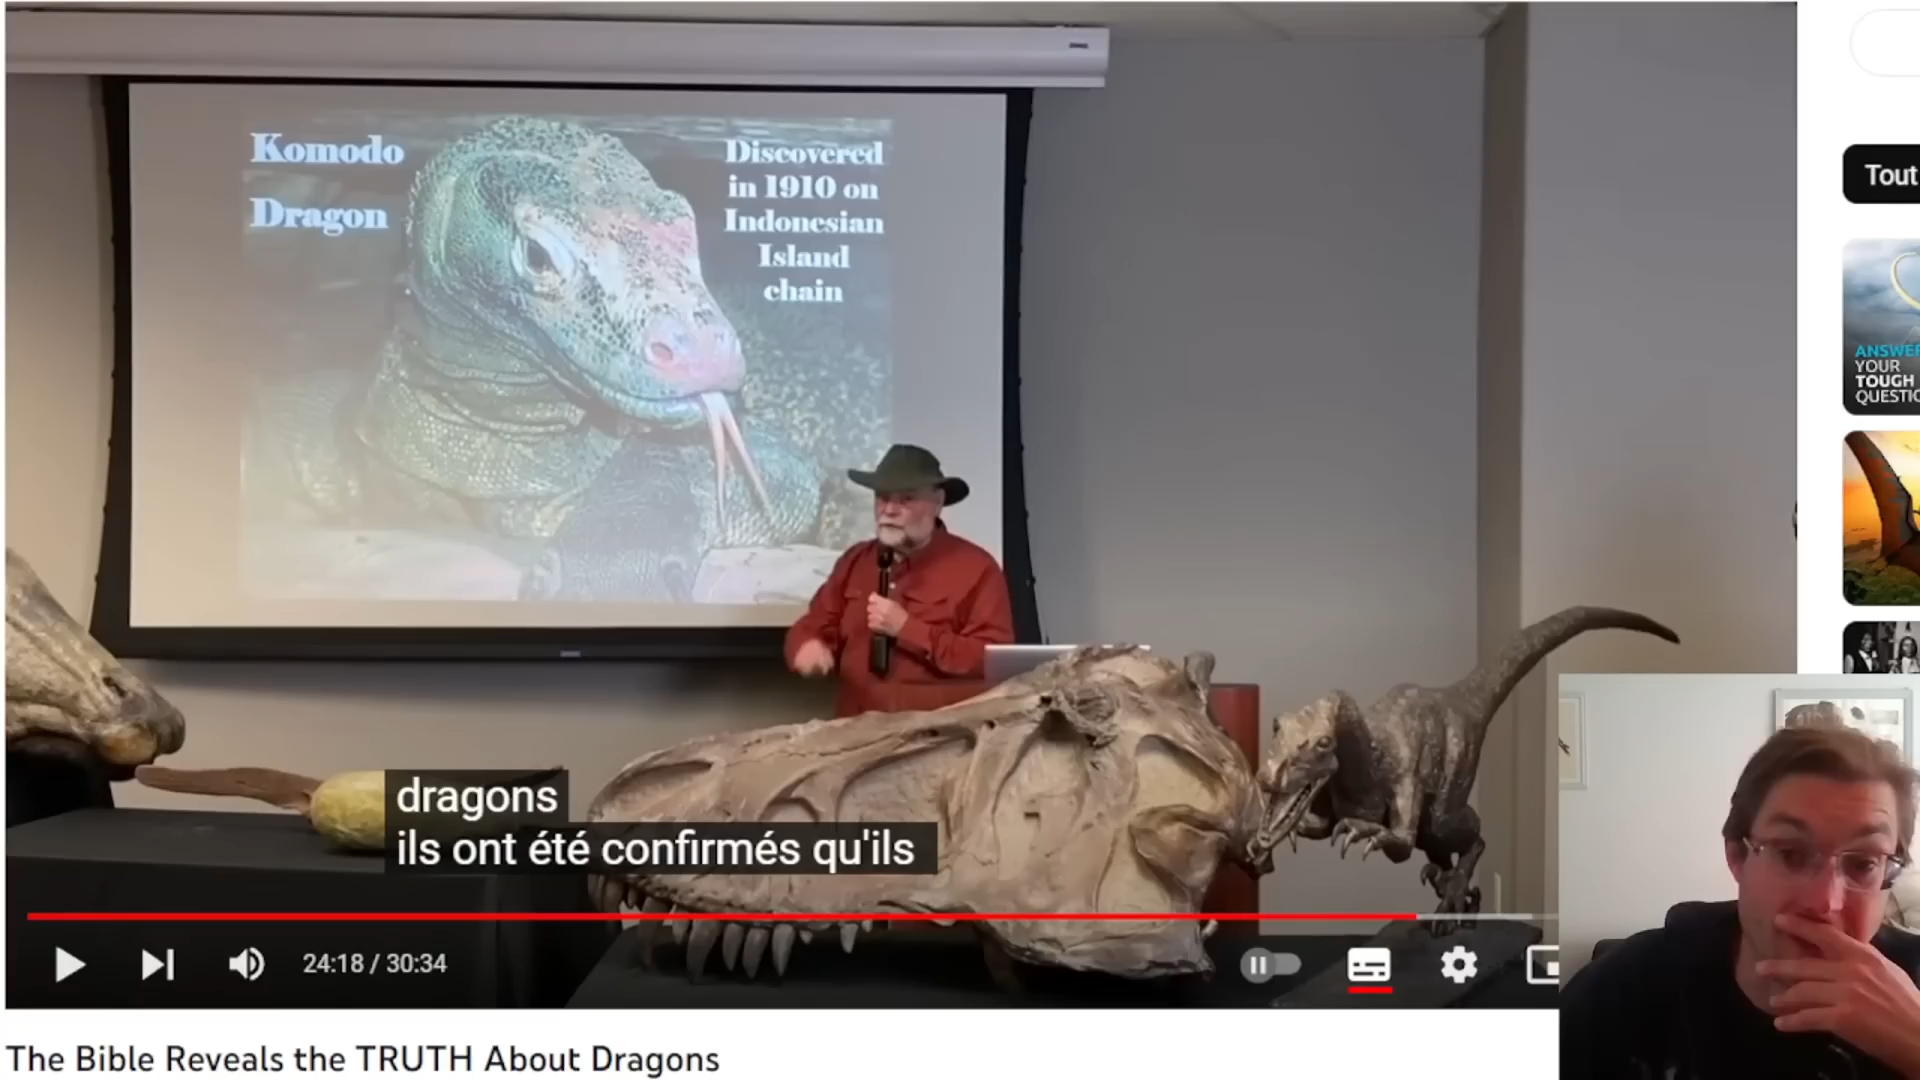 Komodo
Dragon
Discovered
in 1910 on
Indonesian
Island
chain
dragons
ils ont été confirmés qu'ils
24:18 / 30:34
The Bible Reveals the TRUTH About Dragons
Tout
ANSWER
YOUR
TOUGH
QUESTIO